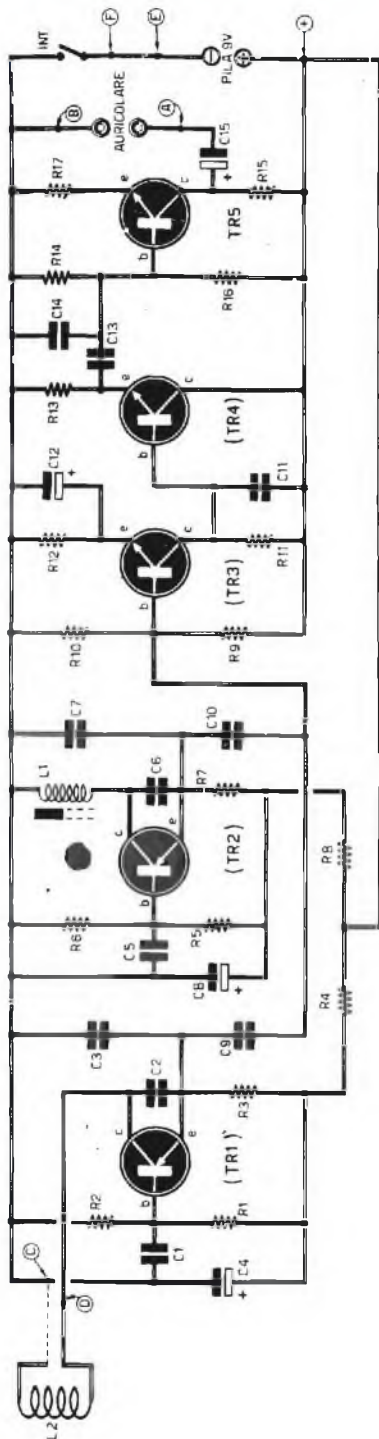 L2
C
D
R2
C1
b
c
e
(TR1)
R1
C4
+
C2
R3
C3
C9
R4
R6
C5
b
c
e
(TR2)
R5
C8
+
L1
C6
R7
R8
C7
C10
R10
R9
R12
C12
+
b
e
c
(TR3)
R11
C11
R13
b
e
c
(TR4)
C14
C13
R14
R16
b
e
c
TR5
R17
R15
C15
+
AURICOLARE
B
A
INT
F
E
−
PILA 9V
+
+